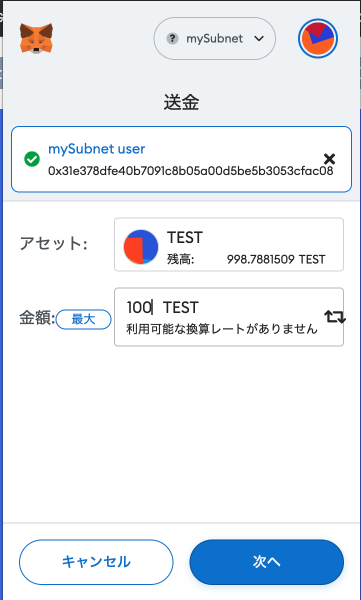 ? mySubnet
送金
mySubnet user
0x31e378dfe40b7091c8b05a00d5be5b3053cfac08
アセット:
TEST
残高: 998.7881509 TEST
金額:
最大
100 TEST
利用可能な換算レートがありません
キャンセル
次へ